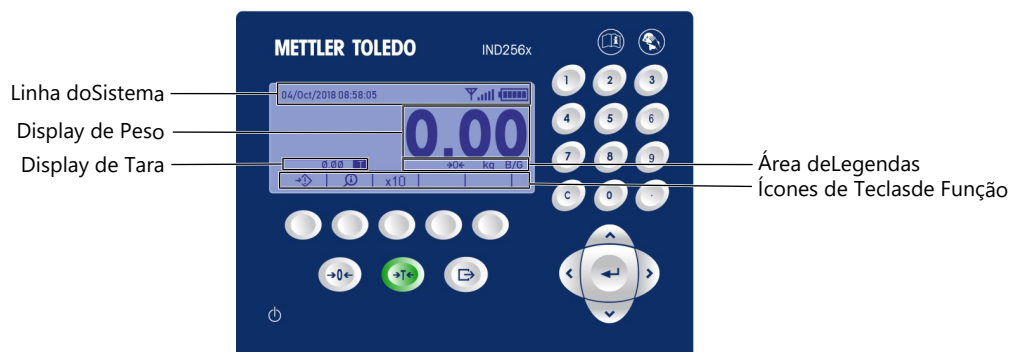 METTLER TOLEDO
IND256x
Linha doSistema
04/Oct/2018 08:58:05
Display de Peso
0.00
Display de Tara
0.00 T
→0← kg B/G
Área deLegendas
x10
Ícones de Teclasde Função
1 2 3
4 5 6
7 8 9
C 0 .
→0← →T←